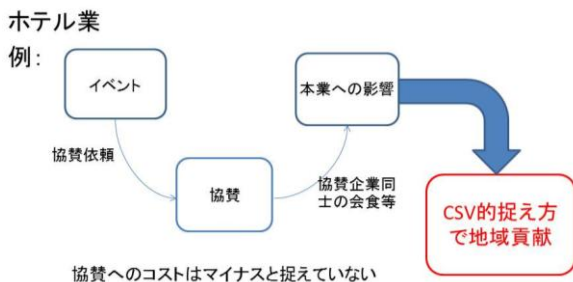 ホテル業
例:
イベント
本業への影響
協賛依頼
協賛
協賛企業同
士の会食等
CSV的捉え方
で地域貢献
協賛へのコストはマイナスと捉えていない